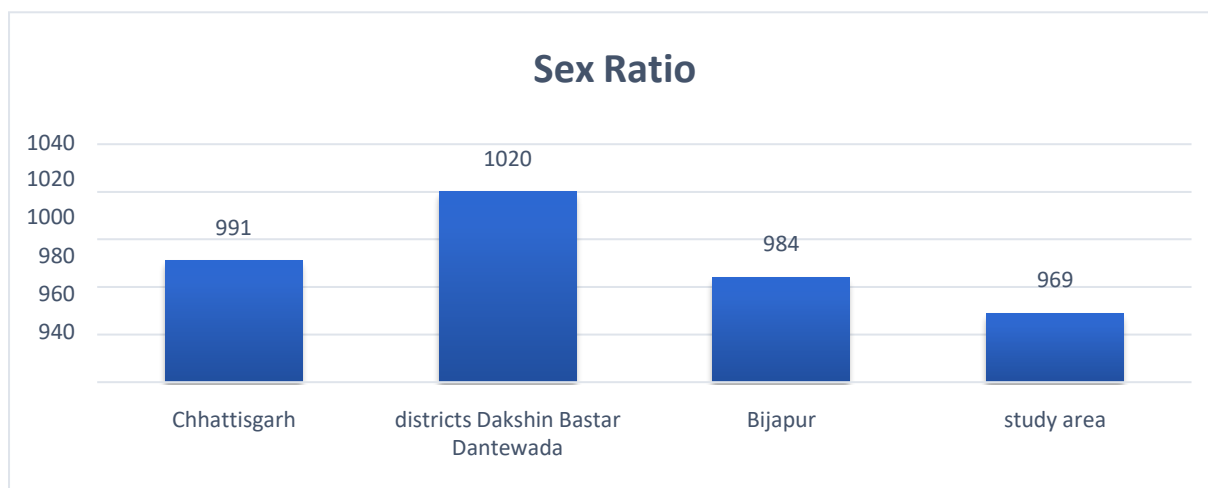 Sex Ratio
1040
1020
1000
980
960
940
991
1020
984
969
Chhattisgarh
districts Dakshin Bastar
Dantewada
Bijapur
study area